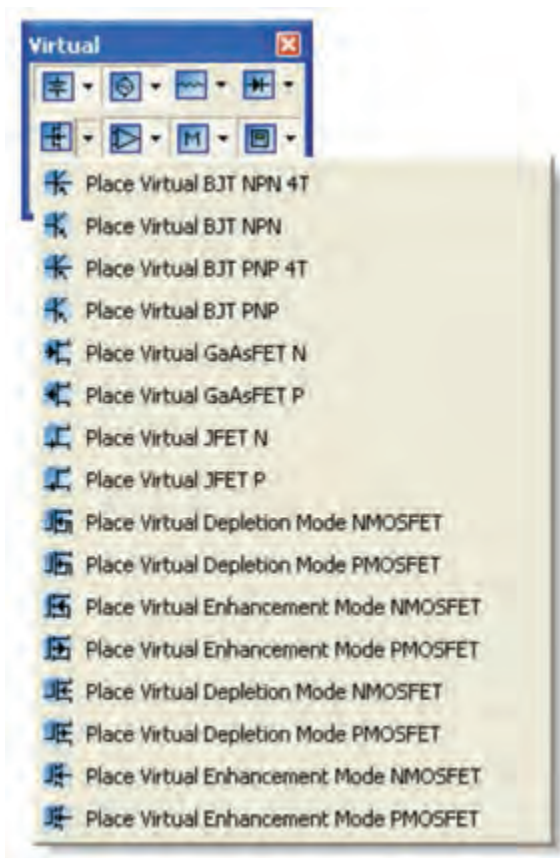 Virtual
Place Virtual BJT NPN 4T
Place Virtual BJT NPN
Place Virtual BJT PNP 4T
Place Virtual BJT PNP
Place Virtual GaAsFET N
Place Virtual GaAsFET P
Place Virtual JFET N
Place Virtual JFET P
Place Virtual Depletion Mode NMOSFET
Place Virtual Depletion Mode PMOSFET
Place Virtual Enhancement Mode NMOSFET
Place Virtual Enhancement Mode PMOSFET
Place Virtual Depletion Mode NMOSFET
Place Virtual Depletion Mode PMOSFET
Place Virtual Enhancement Mode NMOSFET
Place Virtual Enhancement Mode PMOSFET